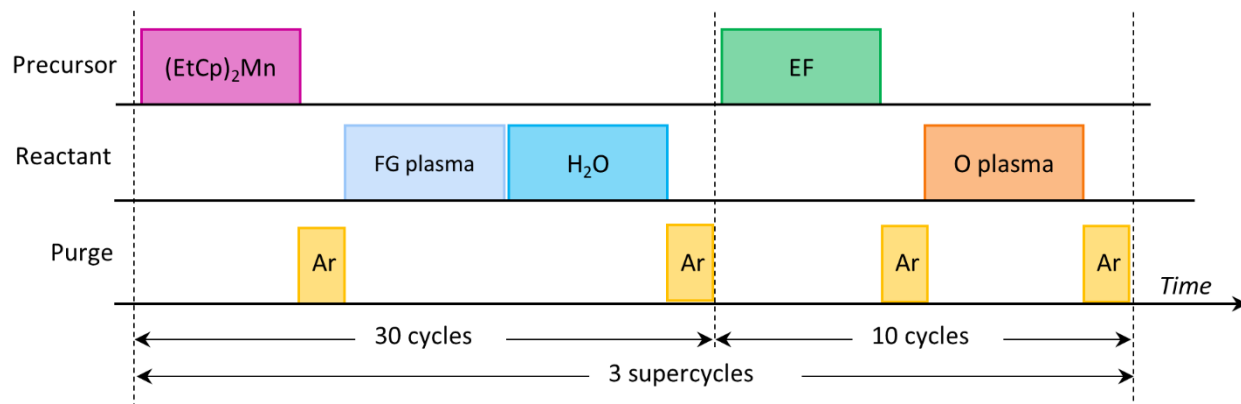 Precursor (EtCp)₂Mn EF
Reactant FG plasma H₂O O plasma
Purge Ar Ar Ar Ar
Time
30 cycles 10 cycles
3 supercycles